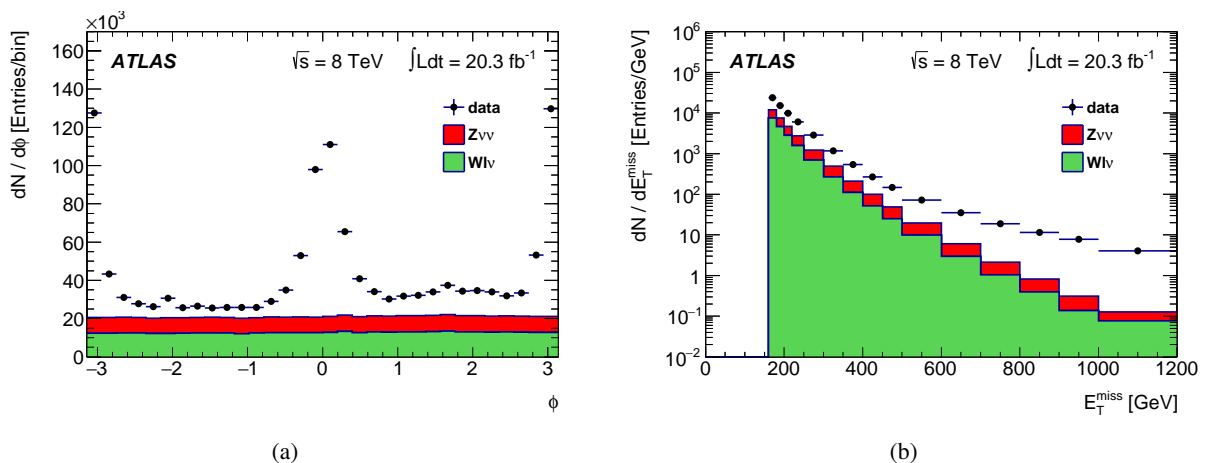 ×10³
dN / dϕ [Entries/bin]
160
140
120
100
80
60
40
20
0
ATLAS
√s = 8 TeV ∫Ldt = 20.3 fb⁻¹
data
Zνν
Wlν
−3 −2 −1 0 1 2 3
ϕ
(a)
dN / dE_T^miss [Entries/GeV]
10⁶
10⁵
10⁴
10³
10²
10
1
10⁻¹
10⁻²
ATLAS
√s = 8 TeV ∫Ldt = 20.3 fb⁻¹
data
Zνν
Wlν
0 200 400 600 800 1000 1200
E_T^miss [GeV]
(b)